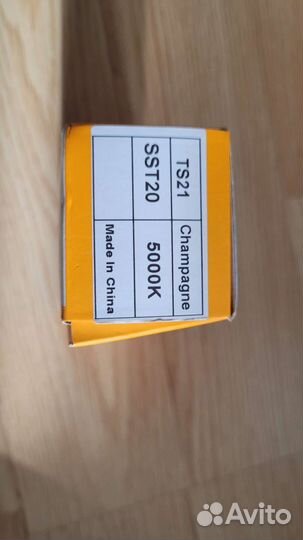 TS21 Champagne
SST20 5000K
Made In China
Avito